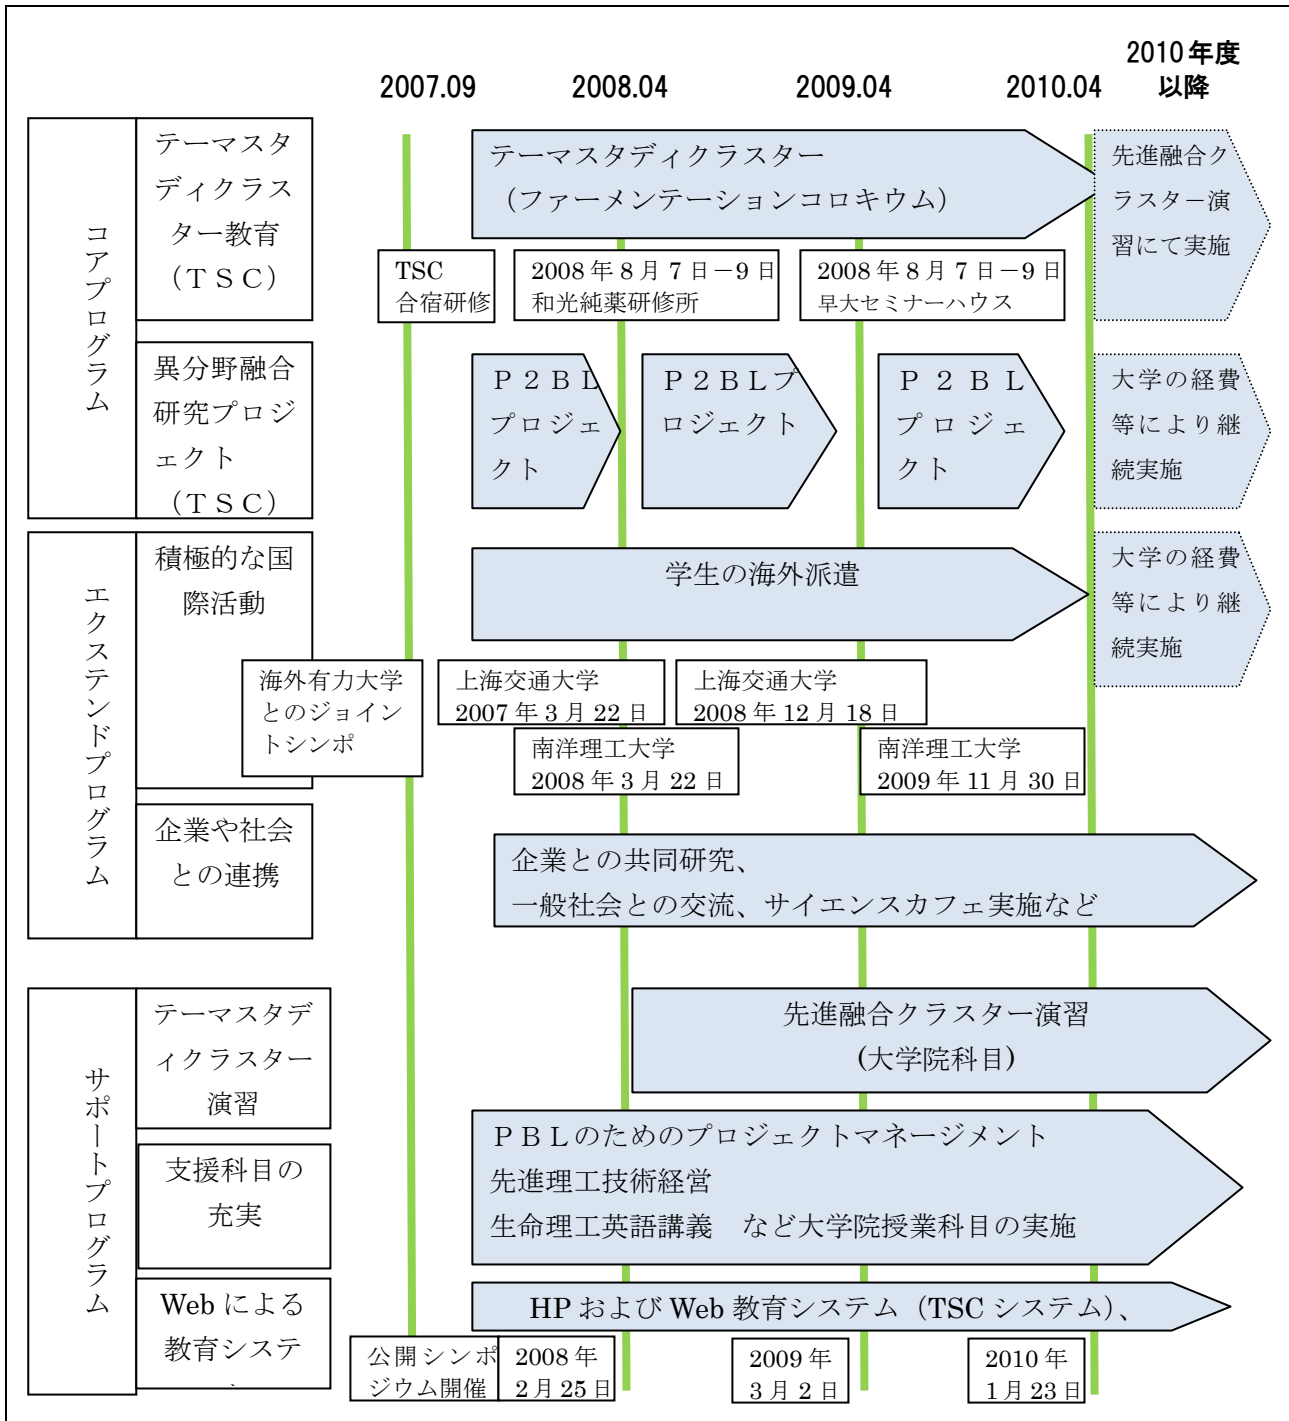 2010年度
以降
2007.09
2008.04
2009.04
2010.04
コアプログラム
テーマスタ
ディクラス
ター教育
（ＴＳＣ）
テーマスタディクラスター
（ファーメンテーションコロキウム）
先進融合ク
ラスター演
習にて実施
TSC
合宿研修
2008年8月7日－9日
和光純薬研修所
2008年8月7日－9日
早大セミナーハウス
異分野融合
研究プロジ
ェクト
（ＴＳＣ）
Ｐ２ＢＬ
プロジェ
クト
Ｐ２ＢＬプ
ロジェクト
Ｐ２ＢＬ
プロジェ
クト
大学の経費
等により継
続実施
エクステンドプログラム
積極的な国
際活動
学生の海外派遣
大学の経費
等により継
続実施
海外有力大学
とのジョイン
トシンポ
上海交通大学
2007年3月22日
上海交通大学
2008年12月18日
南洋理工大学
2008年3月22日
南洋理工大学
2009年11月30日
企業や社会
との連携
企業との共同研究、
一般社会との交流、サイエンスカフェ実施など
サポートプログラム
テーマスタデ
ィクラスター
演習
先進融合クラスター演習
(大学院科目)
支援科目の
充実
ＰＢＬのためのプロジェクトマネージメント
先進理工技術経営
生命理工英語講義　など大学院授業科目の実施
Webによる
教育システ
HPおよびWeb教育システム（TSCシステム）、
公開シンポ
ジウム開催
2008年
2月25日
2009年
3月2日
2010年
1月23日